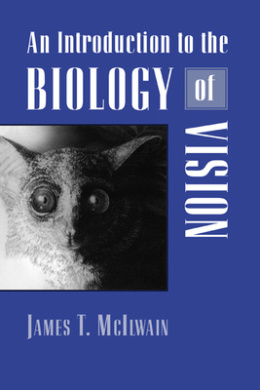 An Introduction to the
BIOLOGY of
VISION
JAMES T. MCILWAIN